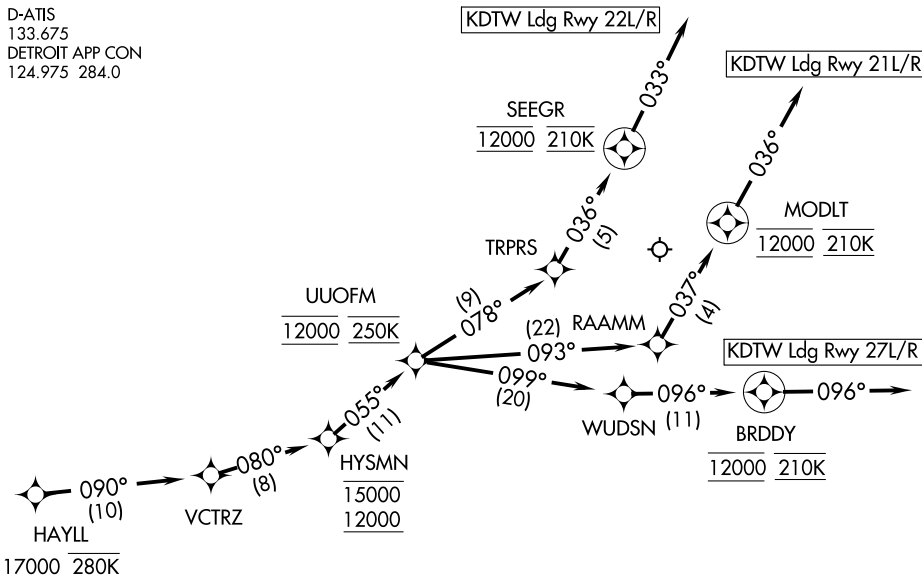 D-ATIS
133.675
DETROIT APP CON
124.975 284.0
KDTW Ldg Rwy 22L/R
033°
KDTW Ldg Rwy 21L/R
036°
SEEGR
12000 210K
036°
(5)
MODLT
12000 210K
TRPRS
037°
(4)
UUOFM
12000 250K
(9)
078°
(22)
093°
RAAMM
KDTW Ldg Rwy 27L/R
099°
(20)
WUDSN
096°
(11)
BRDDY
12000 210K
096°
055°
(11)
HYSMN
15000
12000
080°
(8)
VCTRZ
090°
(10)
HAYLL
17000 280K